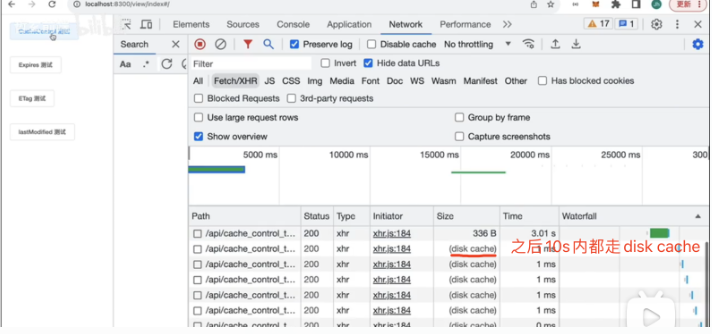 localhost:8300/view/index#/
更新
Elements Sources Console Application Network Performance 17 1
Search
Preserve log Disable cache No throttling
Aa .*
Filter
Invert Hide data URLs
All Fetch/XHR JS CSS Img Media Font Doc WS Wasm Manifest Other Has blocked cookies
Blocked Requests 3rd-party requests
Use large request rows Group by frame
Show overview Capture screenshots
Expires 测试
ETag 测试
lastModified 测试
5000 ms 10000 ms 15000 ms 20000 ms 25000 ms 300
Path Status Type Initiator Size Time Waterfall
/api/cache_control_t... 200 xhr xhr.js:184 336 B 3.01 s
/api/cache_control_t... 200 xhr xhr.js:184 (disk cache) 1 ms
之后10s内都走disk cache
/api/cache_control_t... 200 xhr xhr.js:184 (disk cache) 1 ms
/api/cache_control_t... 200 xhr xhr.js:184 (disk cache) 1 ms
/api/cache_control_t... 200 xhr xhr.js:184 (disk cache) 1 ms
/api/cache_control_t... 200 xhr xhr.js:184 (disk cache) 1 ms
/api/cache_control_t... 200 xhr xhr.js:184 (disk cache) 0 ms